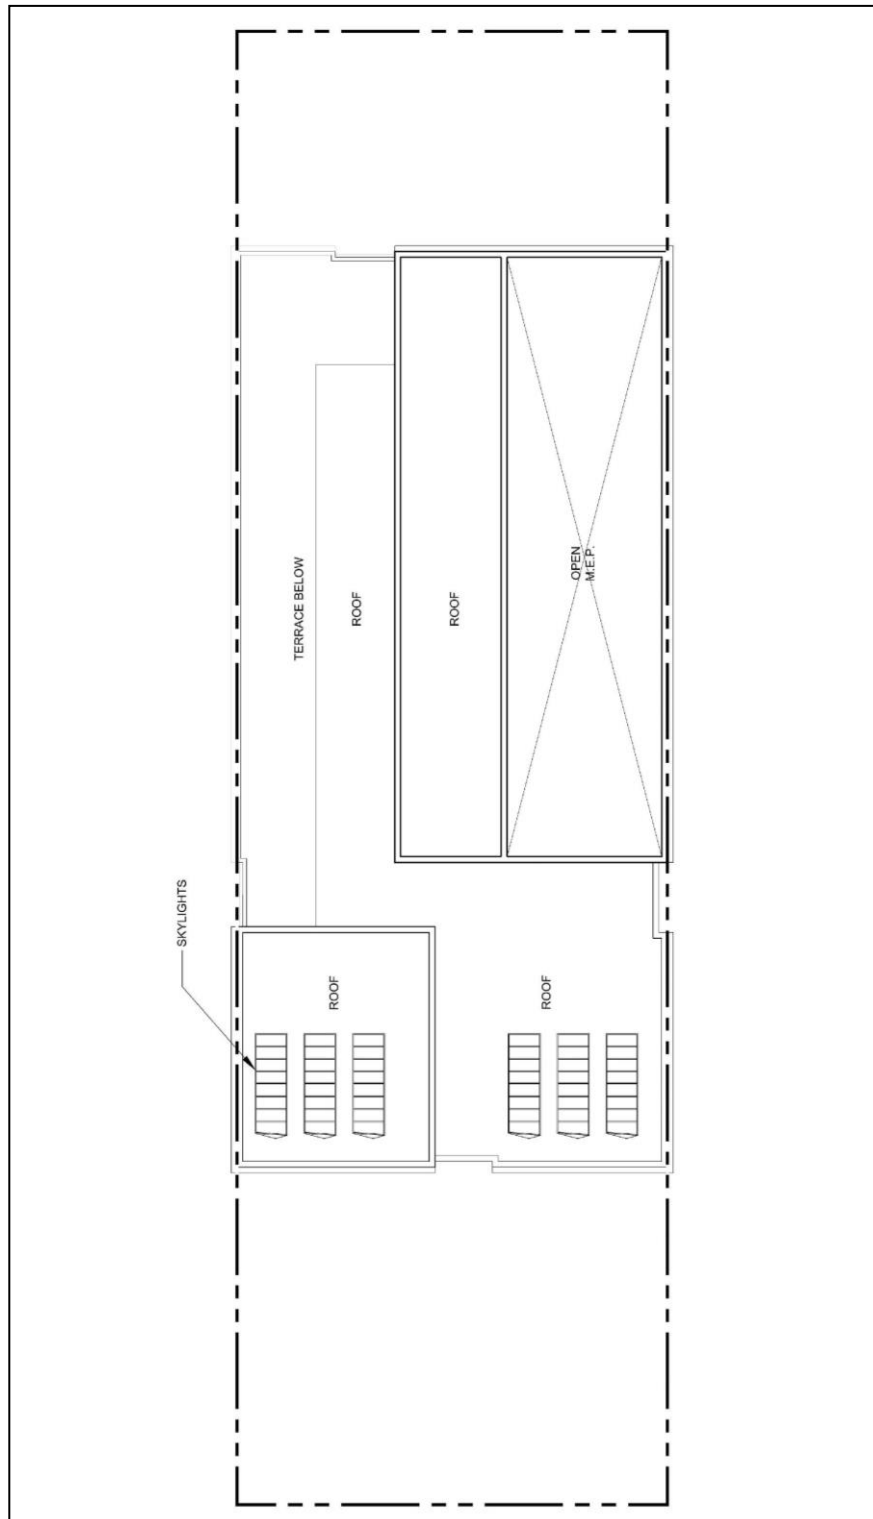 TERRACE BELOW
ROOF
ROOF
OPEN
M.E.P.
SKYLIGHTS
ROOF
ROOF